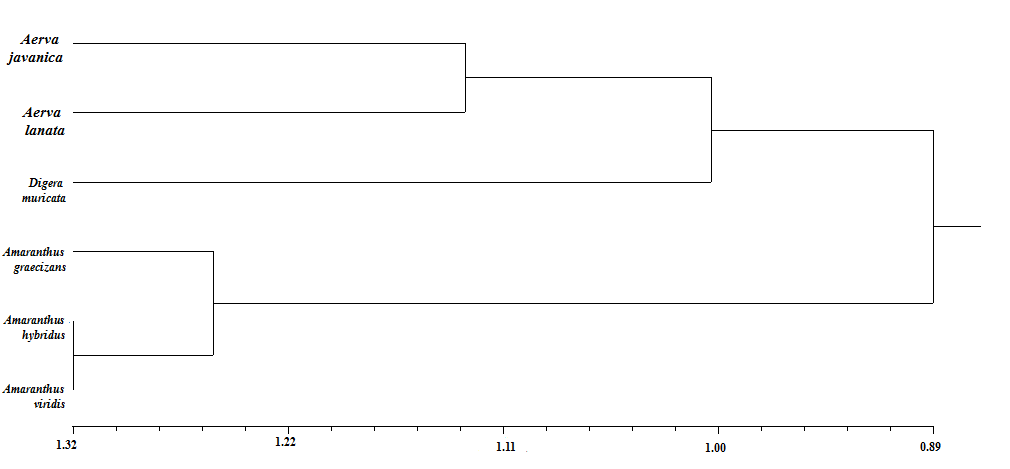 Aerva
javanica
Aerva
lanata
Digera
muricata
Amaranthus
graecizans
Amaranthus
hybridus
Amaranthus
viridis
1.32 1.22 1.11 1.00 0.89